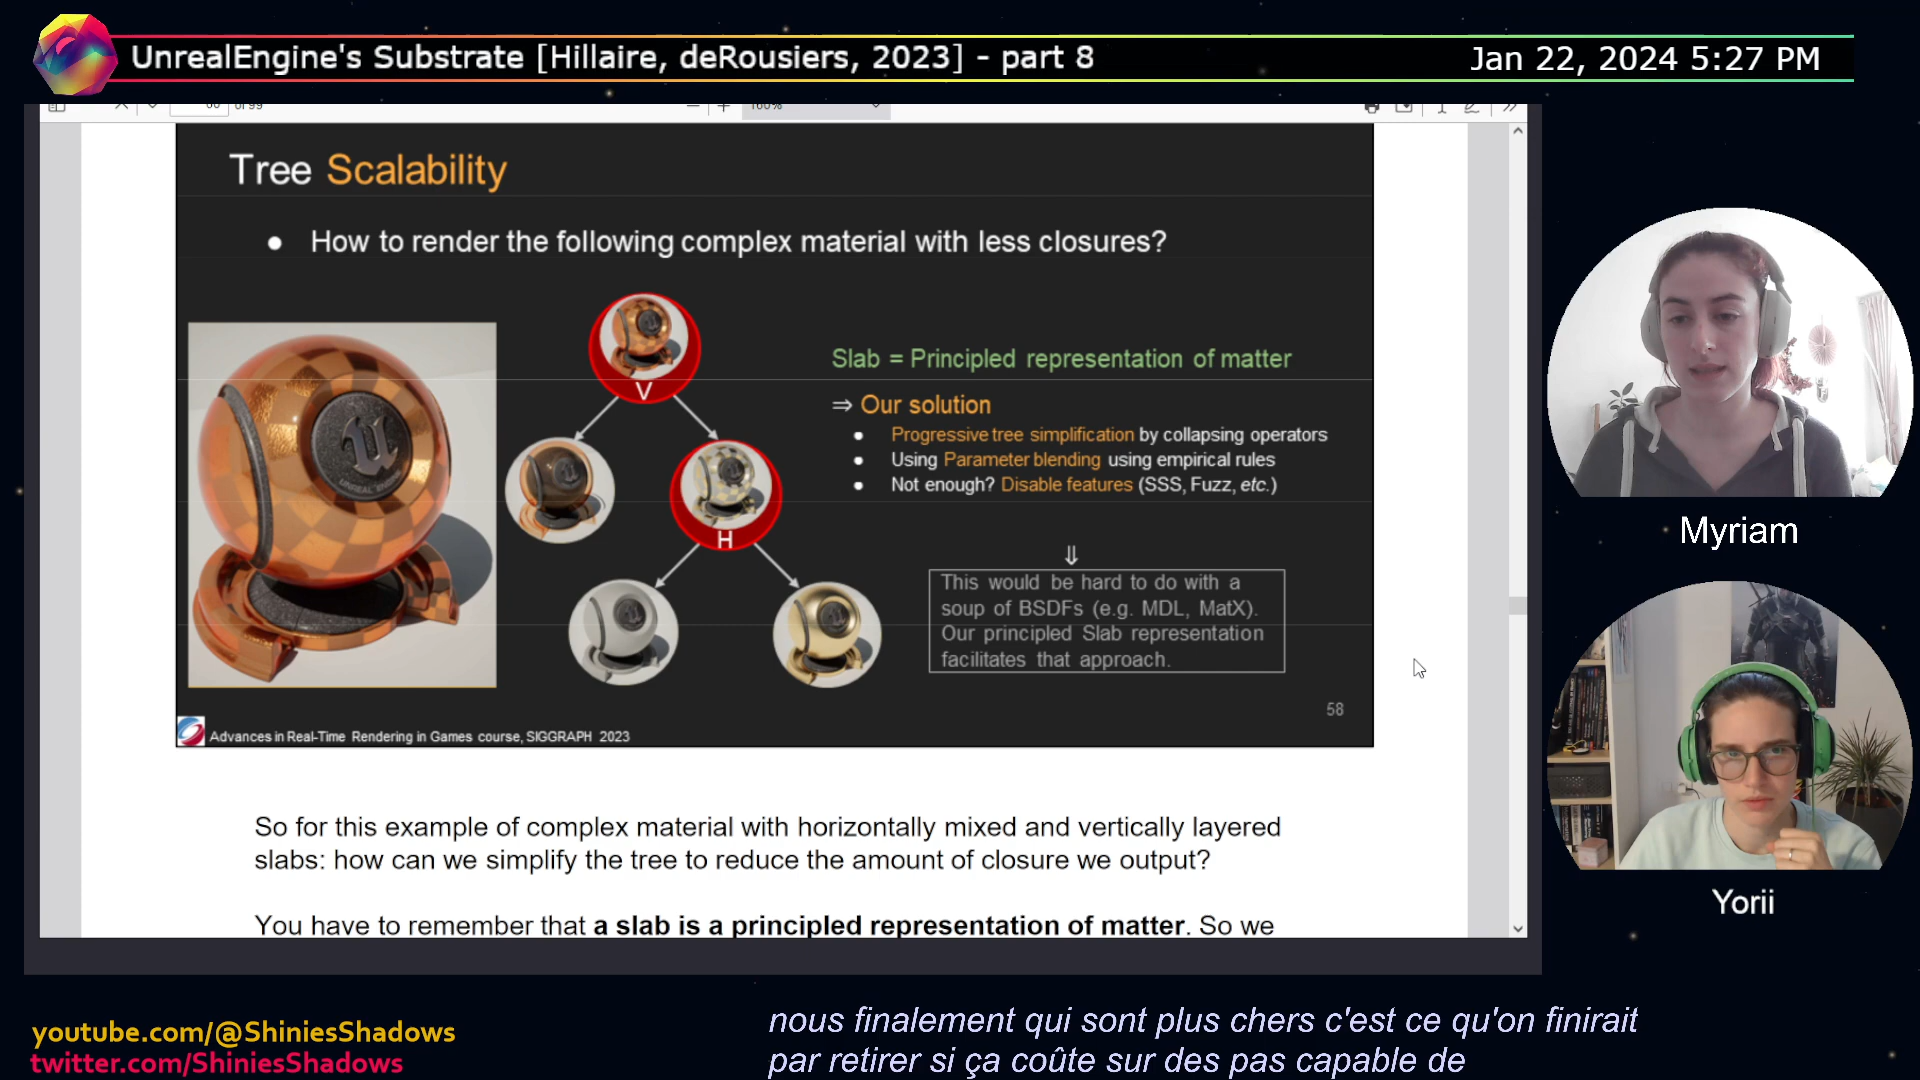 UnrealEngine's Substrate [Hillaire, deRousiers, 2023] - part 8
Jan 22, 2024 5:27 PM
of 99
160%
Tree Scalability
● How to render the following complex material with less closures?
V
H
Slab = Principled representation of matter
⇒ Our solution
● Progressive tree simplification by collapsing operators
● Using Parameter blending using empirical rules
● Not enough? Disable features (SSS, Fuzz, etc.)
⇓
This would be hard to do with a
soup of BSDFs (e.g. MDL, MatX).
Our principled Slab representation
facilitates that approach.
58
Advances in Real-Time Rendering in Games course, SIGGRAPH 2023
So for this example of complex material with horizontally mixed and vertically layered
slabs: how can we simplify the tree to reduce the amount of closure we output?
You have to remember that a slab is a principled representation of matter. So we
Myriam
Yorii
youtube.com/@ShiniesShadows
twitter.com/ShiniesShadows
nous finalement qui sont plus chers c'est ce qu'on finirait
par retirer si ça coûte sur des pas capable de